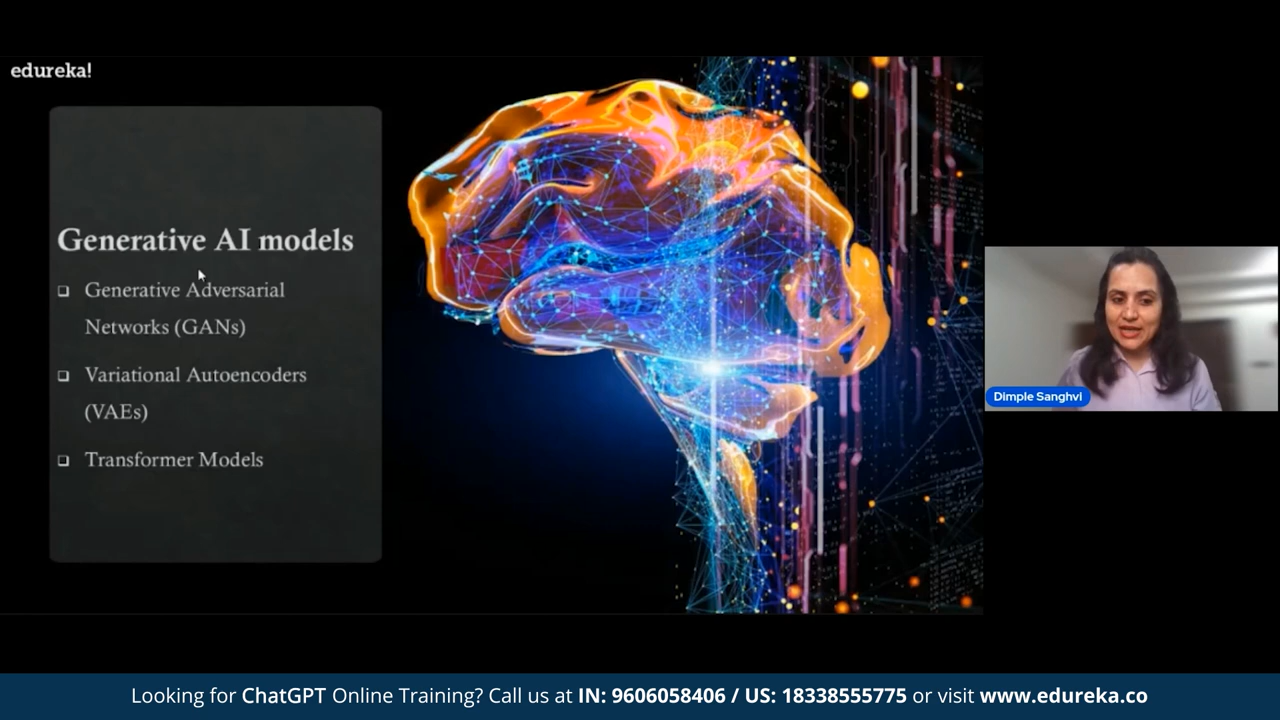 edureka!
Generative AI models
❑ Generative Adversarial
Networks (GANs)
❑ Variational Autoencoders
(VAEs)
❑ Transformer Models
Dimple Sanghvi
Looking for ChatGPT Online Training? Call us at IN: 9606058406 / US: 18338555775 or visit www.edureka.co